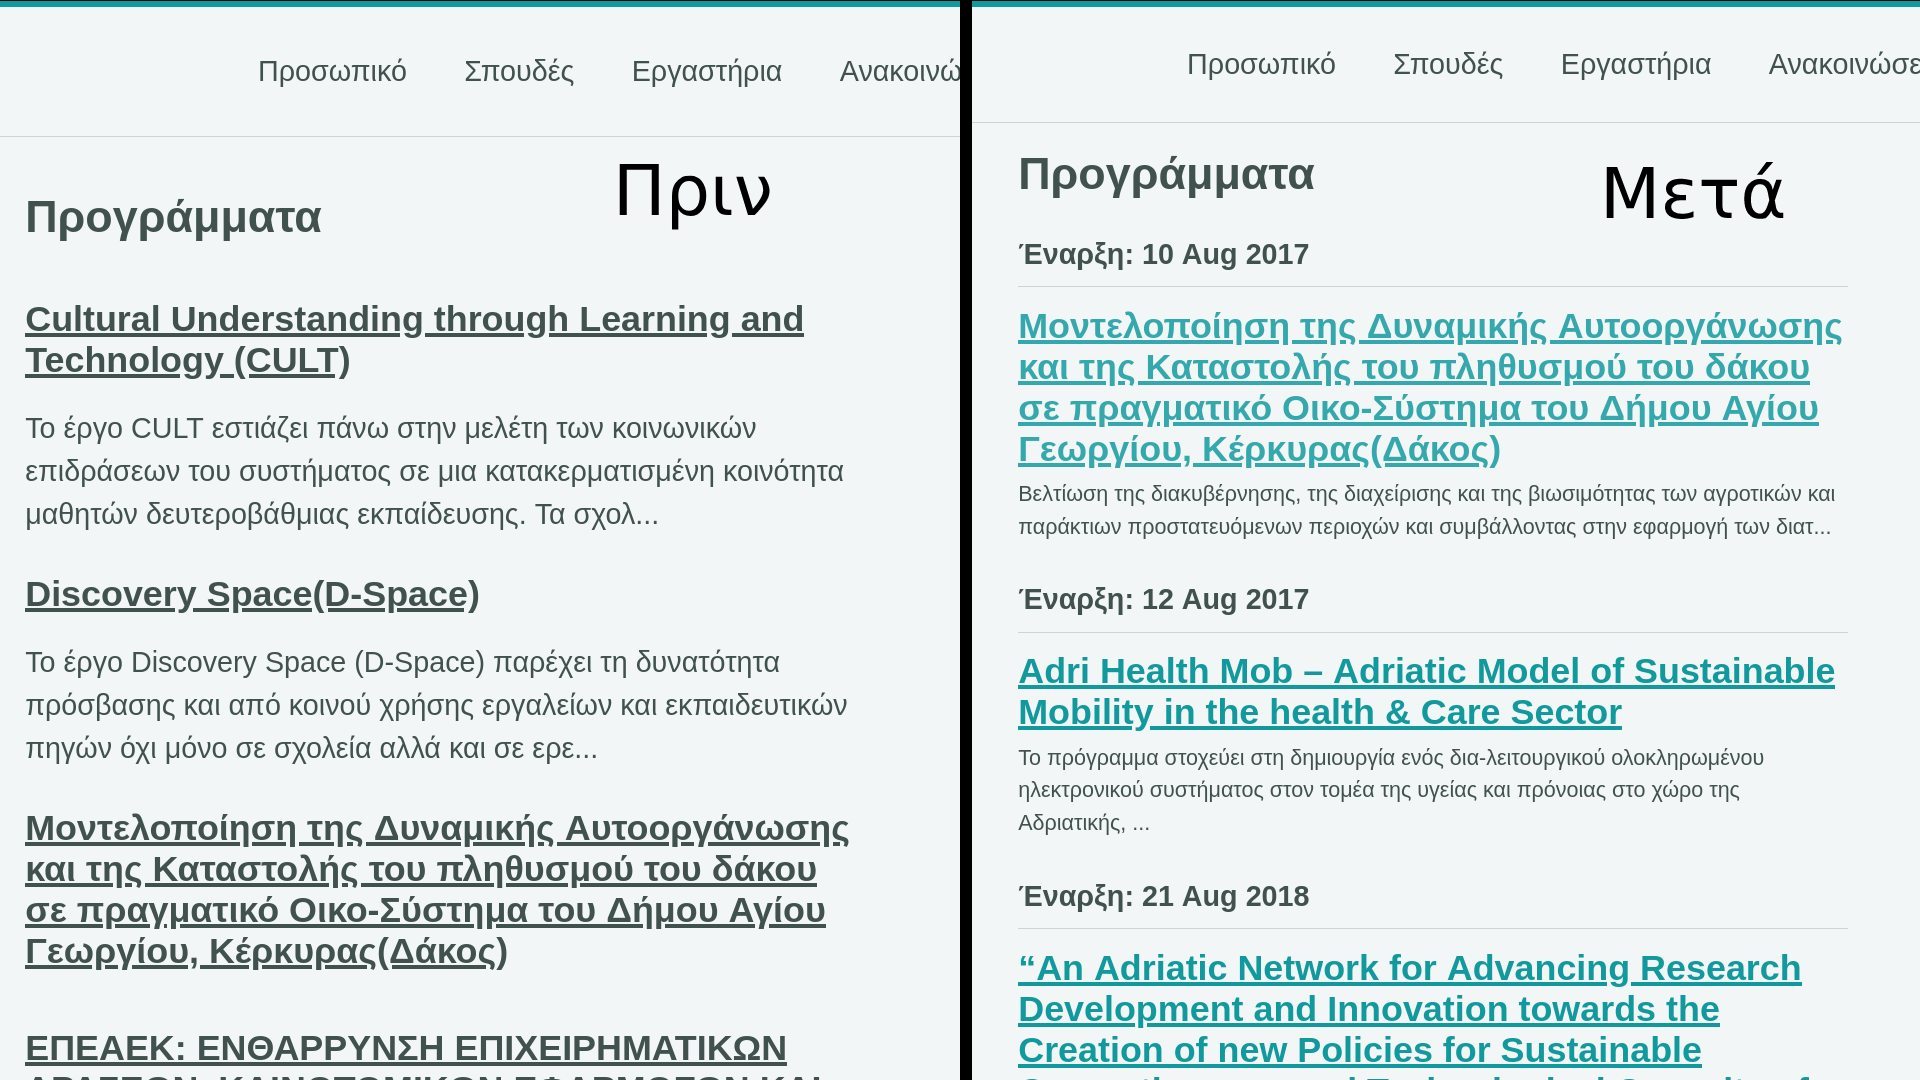 Προσωπικό Σπουδές Εργαστήρια
Πριν
Προγράμματα
Cultural Understanding through Learning and
Technology (CULT)
Το έργο CULT εστιάζει πάνω στην μελέτη των κοινωνικών
επιδράσεων του συστήματος σε μια κατακερματισμένη κοινότητα
μαθητών δευτεροβάθμιας εκπαίδευσης. Τα σχολ...
Discovery Space(D-Space)
Το έργο Discovery Space (D-Space) παρέχει τη δυνατότητα
πρόσβασης και από κοινού χρήσης εργαλείων και εκπαιδευτικών
πηγών όχι μόνο σε σχολεία αλλά και σε ερε...
Μοντελοποίηση της Δυναμικής Αυτοοργάνωσης
και της Καταστολής του πληθυσμού του δάκου
σε πραγματικό Οικο-Σύστημα του Δήμου Αγίου
Γεωργίου, Κέρκυρας(Δάκος)
ΕΠΕΑΕΚ: ΕΝΘΑΡΡΥΝΣΗ ΕΠΙΧΕΙΡΗΜΑΤΙΚΩΝ
Προσωπικό Σπουδές Εργαστήρια
Μετά
Προγράμματα
Έναρξη: 10 Aug 2017
Μοντελοποίηση της Δυναμικής Αυτοοργάνωσης
και της Καταστολής του πληθυσμού του δάκου
σε πραγματικό Οικο-Σύστημα του Δήμου Αγίου
Γεωργίου, Κέρκυρας(Δάκος)
Βελτίωση της διακυβέρνησης, της διαχείρισης και της βιωσιμότητας των αγροτικών και
παράκτιων προστατευόμενων περιοχών και συμβάλλοντας στην εφαρμογή των διατ...
Έναρξη: 12 Aug 2017
Adri Health Mob – Adriatic Model of Sustainable
Mobility in the health & Care Sector
Το πρόγραμμα στοχεύει στη δημιουργία ενός δια-λειτουργικού ολοκληρωμένου
ηλεκτρονικού συστήματος στον τομέα της υγείας και πρόνοιας στο χώρο της
Αδριατικής, ...
Έναρξη: 21 Aug 2018
“An Adriatic Network for Advancing Research
Development and Innovation towards the
Creation of new Policies for Sustainable